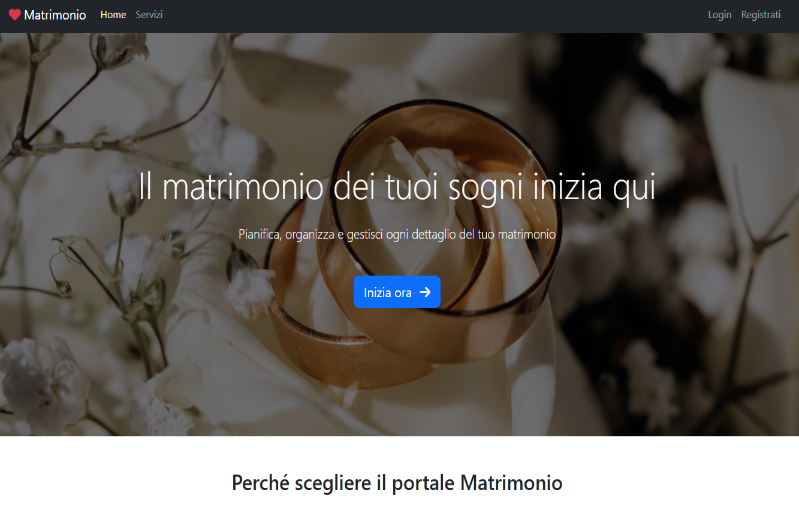 Matrimonio Home Servizi Login Registrati
Il matrimonio dei tuoi sogni inizia qui
Pianifica, organizza e gestisci ogni dettaglio del tuo matrimonio
Inizia ora
Perché scegliere il portale Matrimonio